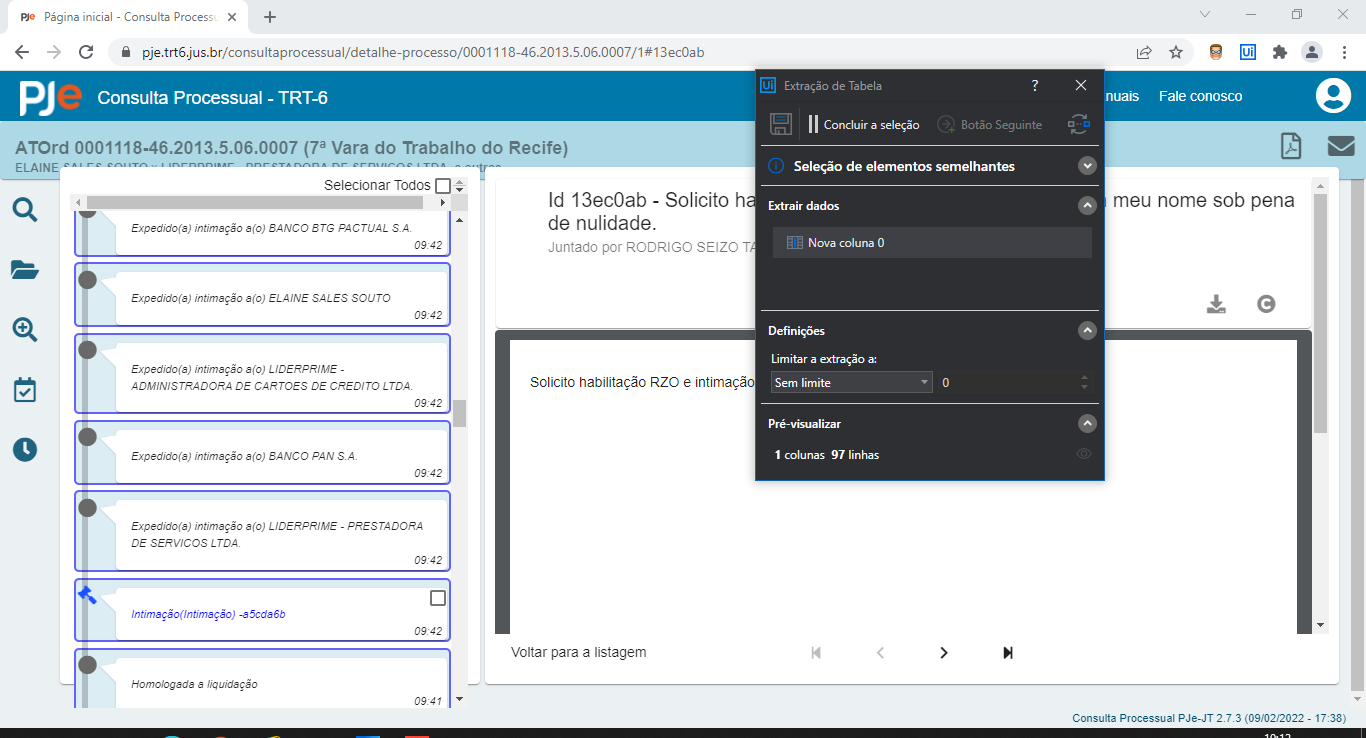 PJe Página inicial - Consulta Process
pje.trt6.jus.br/consultaprocessual/detalhe-processo/0001118-46.2013.5.06.0007/1#13ec0ab
PJe Consulta Processual - TRT-6
nuais Fale conosco
ATOrd 0001118-46.2013.5.06.0007 (7ª Vara do Trabalho do Recife)
ELAINE SALES SOUTO x LIDERPRIME - PRESTADORA DE SERVICOS LTDA. e outros
Selecionar Todos
Expedido(a) intimação a(o) BANCO BTG PACTUAL S.A.
09:42
Expedido(a) intimação a(o) ELAINE SALES SOUTO
09:42
Expedido(a) intimação a(o) LIDERPRIME -
ADMINISTRADORA DE CARTOES DE CREDITO LTDA.
09:42
Expedido(a) intimação a(o) BANCO PAN S.A.
09:42
Expedido(a) intimação a(o) LIDERPRIME - PRESTADORA
DE SERVICOS LTDA.
09:42
Intimação(Intimação) -a5cda6b
09:42
Homologada a liquidação
09:41
Id 13ec0ab - Solicito ha
meu nome sob pena
de nulidade.
Juntado por RODRIGO SEIZO TA
Solicito habilitação RZO e intimação
Voltar para a listagem
Ui Extração de Tabela ?
Concluir a seleção Botão Seguinte
Seleção de elementos semelhantes
Extrair dados
Nova coluna 0
Definições
Limitar a extração a:
Sem limite 0
Pré-visualizar
1 colunas 97 linhas
Consulta Processual PJe-JT 2.7.3 (09/02/2022 - 17:38)